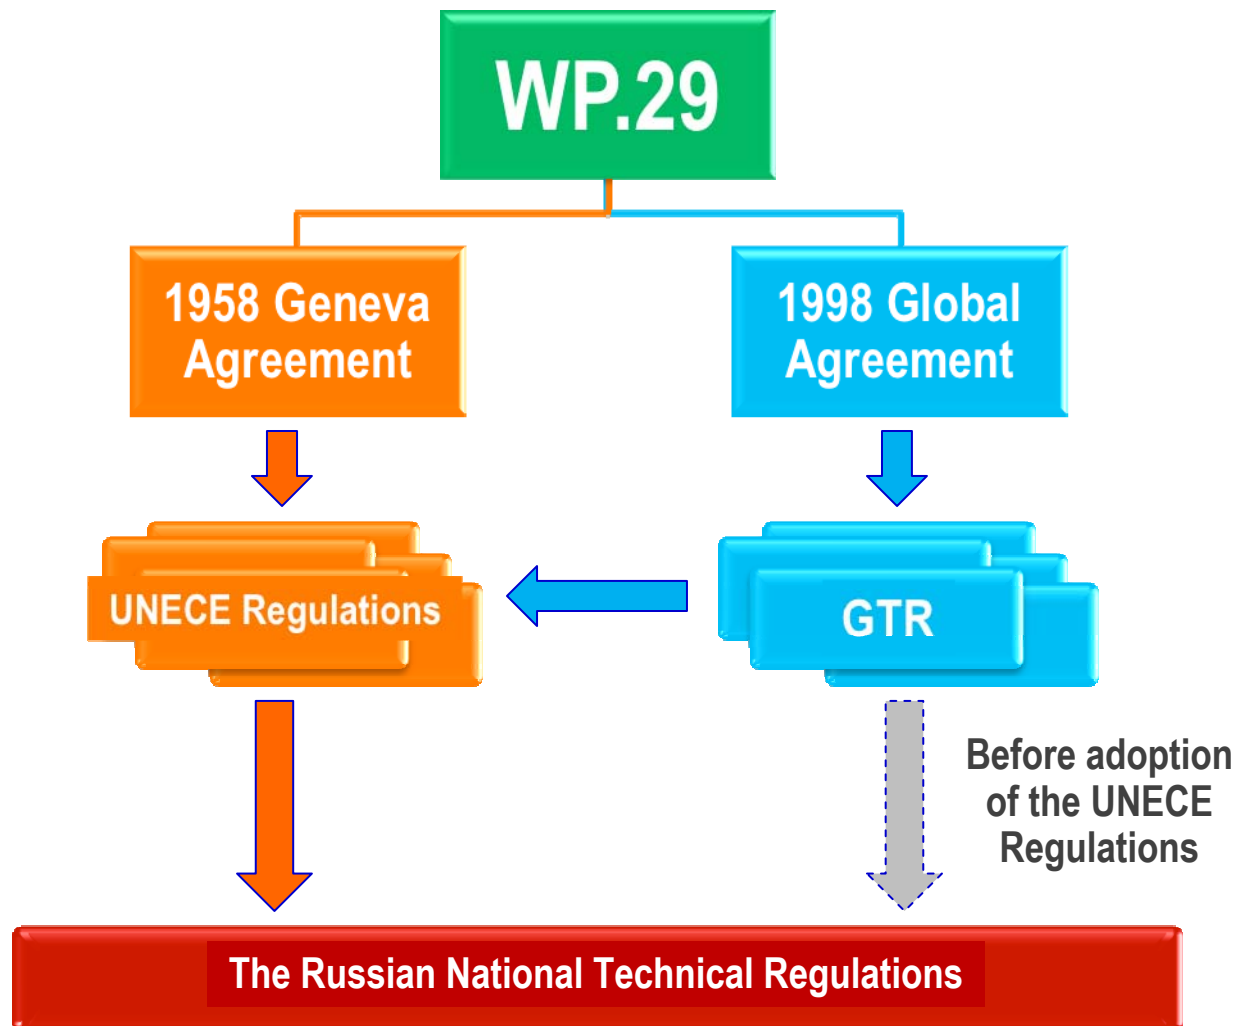 WP.29
1958 Geneva
Agreement
1998 Global
Agreement
UNECE Regulations
GTR
Before adoption
of the UNECE
Regulations
The Russian National Technical Regulations